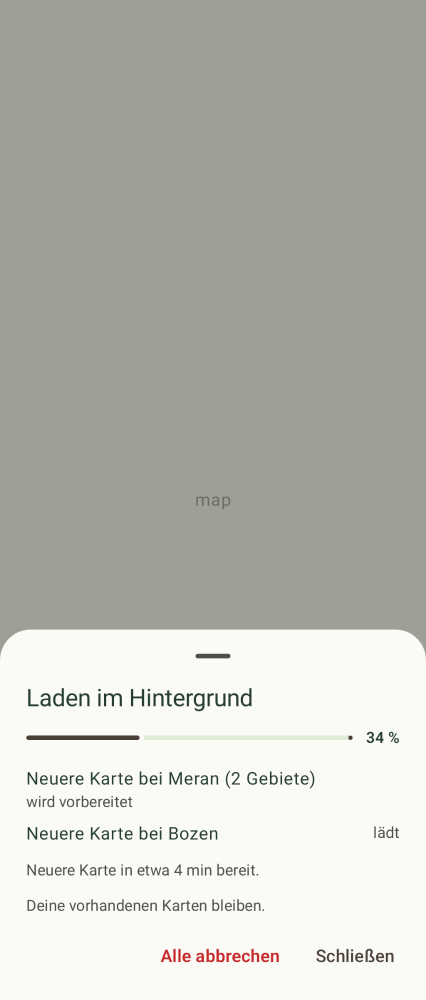 map
Laden im Hintergrund
34 %
Neuere Karte bei Meran (2 Gebiete)
wird vorbereitet
Neuere Karte bei Bozen
lädt
Neuere Karte in etwa 4 min bereit.
Deine vorhandenen Karten bleiben.
Alle abbrechen
Schließen